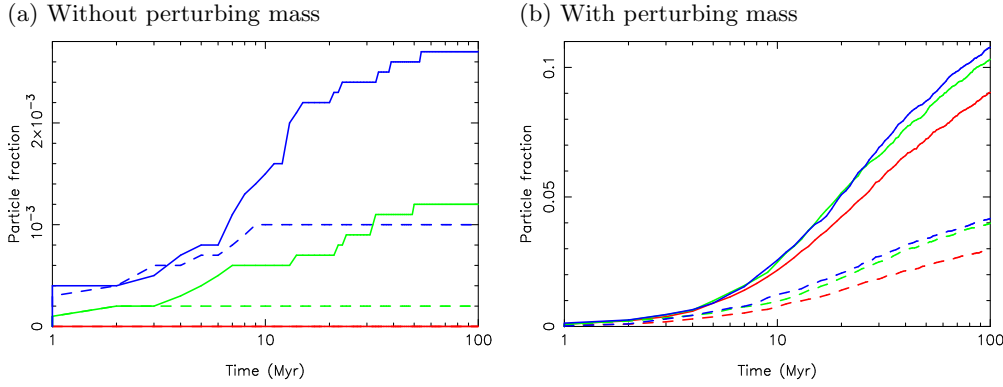 (a) Without perturbing mass
Particle fraction
2×10⁻³
10⁻³
0
1
10
100
Time (Myr)
(b) With perturbing mass
Particle fraction
0.1
0.05
0
1
10
100
Time (Myr)